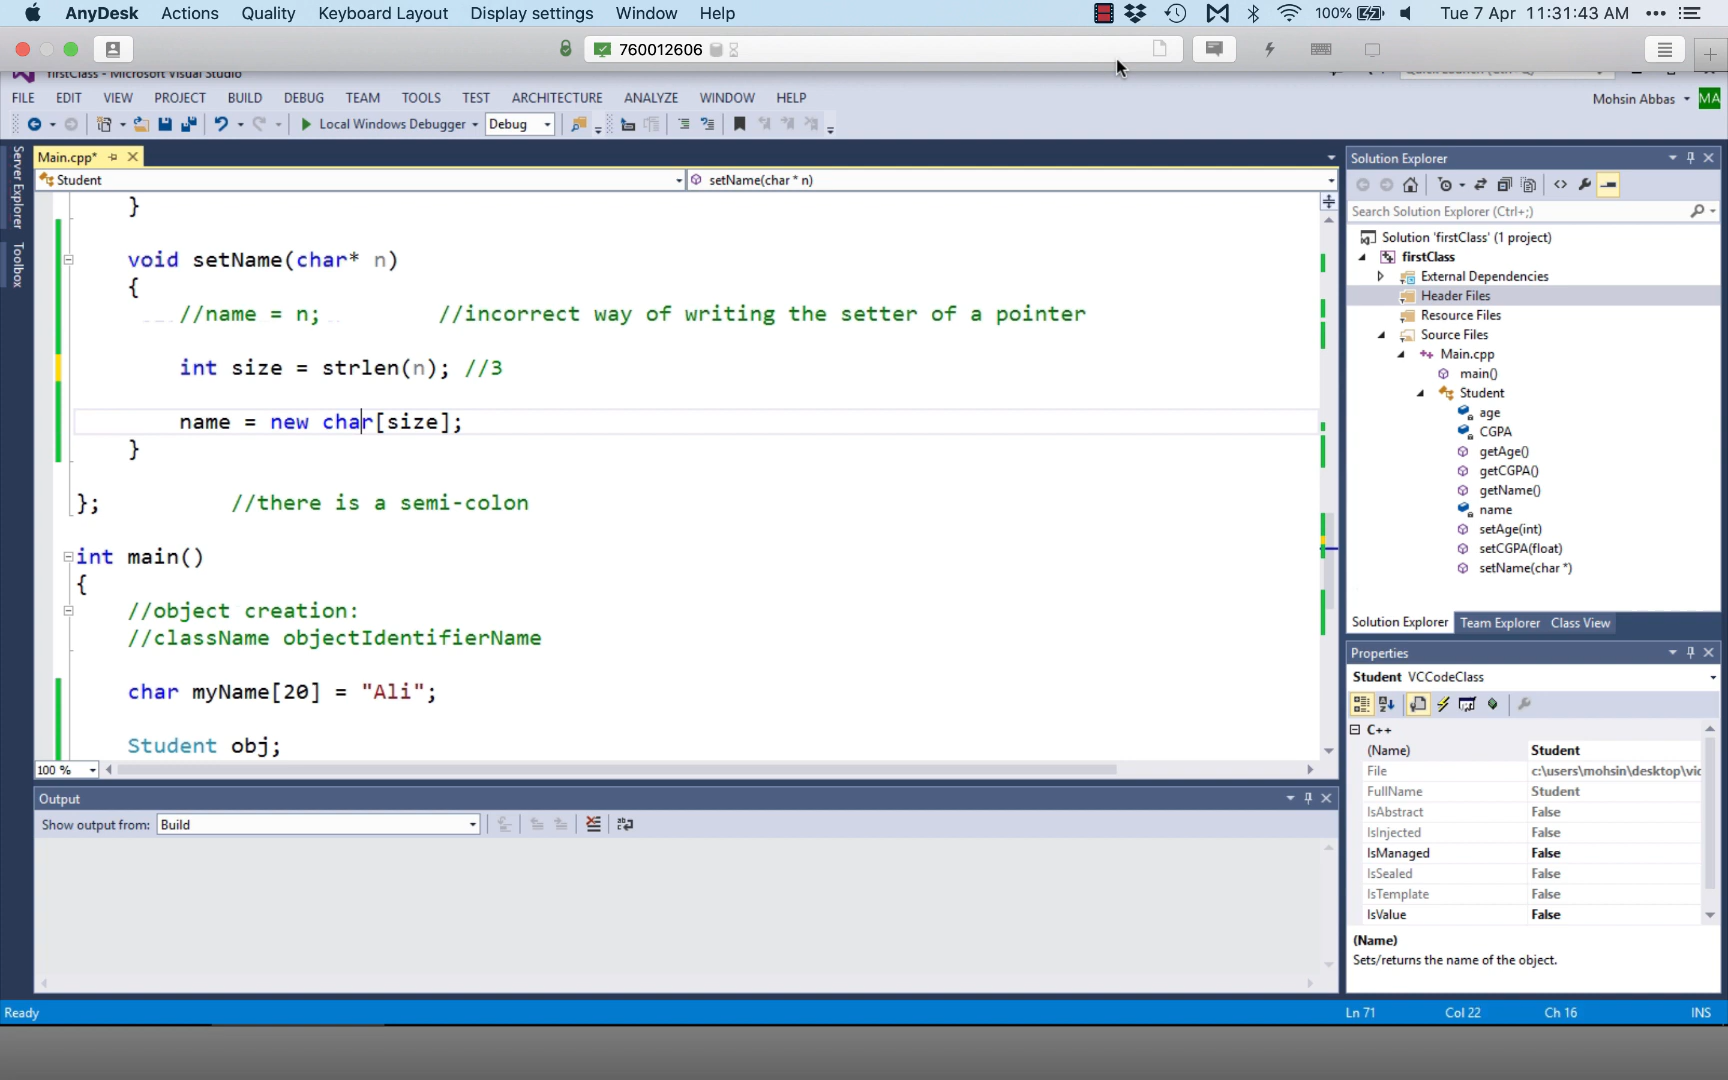 AnyDesk Actions Quality Keyboard Layout Display settings Window Help 100% Tue 7 Apr 11:31:43 AM
760012606
firstClass - Microsoft Visual Studio
FILE EDIT VIEW PROJECT BUILD DEBUG TEAM TOOLS TEST ARCHITECTURE ANALYZE WINDOW HELP Mohsin Abbas MA
Local Windows Debugger Debug
Server Explorer
Toolbox
Main.cpp*
Student setName(char * n)
}
void setName(char* n)
{
//name = n; //incorrect way of writing the setter of a pointer
int size = strlen(n); //3
name = new char[size];
}
}; //there is a semi-colon
int main()
{
//object creation:
//className objectIdentifierName
char myName[20] = "Ali";
Student obj;
100 %
Output
Show output from: Build
Solution Explorer
Search Solution Explorer (Ctrl+;)
Solution 'firstClass' (1 project)
firstClass
External Dependencies
Header Files
Resource Files
Source Files
Main.cpp
main()
Student
age
CGPA
getAge()
getCGPA()
getName()
name
setAge(int)
setCGPA(float)
setName(char *)
Solution Explorer Team Explorer Class View
Properties
Student VCCodeClass
C++
(Name) Student
File c:\users\mohsin\desktop\vic
FullName Student
IsAbstract False
IsInjected False
IsManaged False
IsSealed False
IsTemplate False
IsValue False
(Name)
Sets/returns the name of the object.
Ready Ln 71 Col 22 Ch 16 INS